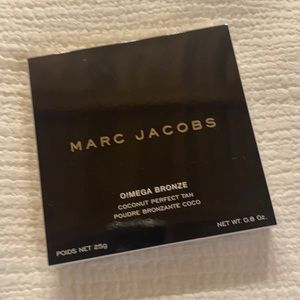 MARC JACOBS
O!MEGA BRONZE
COCONUT PERFECT TAN
POUDRE BRONZANTE COCO
POIDS NET 25g
NET WT. 0.8 Oz.